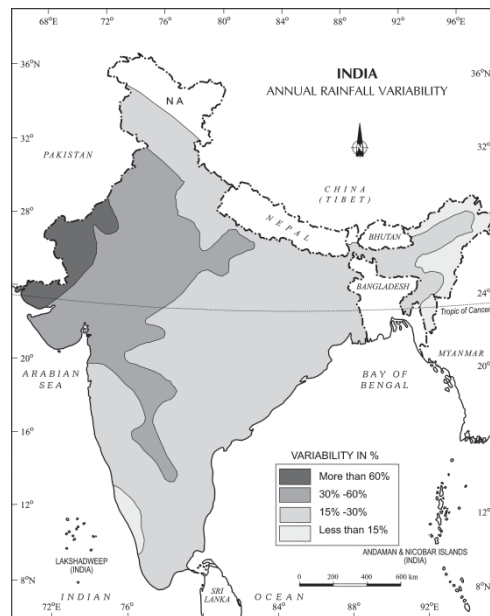 68°E 72° 76° 80° 84° 88° 92° 96°E
INDIA
ANNUAL RAINFALL VARIABILITY
36°N
36°N
N A
N
32°
32°
PAKISTAN
CHINA
(TIBET)
28°
28°
NEPAL
BHUTAN
24°
24°
BANGLADESH
Tropic of Cancer
MYANMAR
20°
20°
ARABIAN
SEA
BAY OF
BENGAL
16°
16°
VARIABILITY IN %
More than 60%
30% -60%
15% -30%
Less than 15%
12°
12°
LAKSHADWEEP
(INDIA)
ANDAMAN & NICOBAR ISLANDS
(INDIA)
8°N
8°N
0 200 400 600 km
INDIAN
SRI
LANKA
OCEAN
72°E 76° 80° 84° 88° 92°E